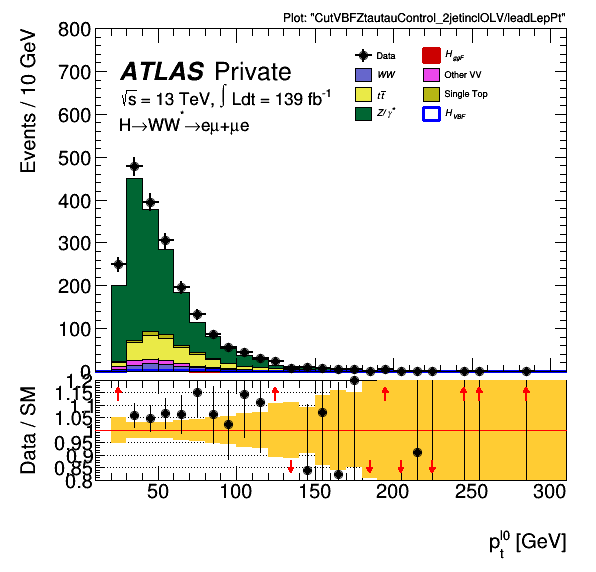 Plot: "CutVBFZtautauControl_2jetinclOLV/leadLepPt"
Events / 10 GeV
800
700
600
500
400
300
200
100
0
ATLAS Private
√s = 13 TeV, ∫ Ldt = 139 fb⁻¹
H→WW*→eμ+μe
Data
H ggF
WW
Other VV
tt̅
Single Top
Z/γ*
H VBF
Data / SM
1.2
1.15
1.1
1.05
1
0.95
0.9
0.85
0.8
50
100
150
200
250
300
p_t^l0 [GeV]